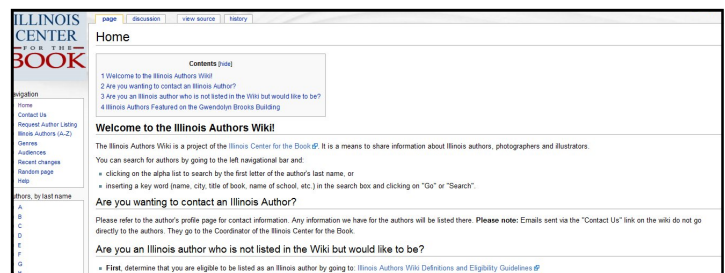 ILLINOIS
CENTER
FOR THE
BOOK
page discussion view source history
Home
Contents [hide]
1 Welcome to the Illinois Authors Wiki!
2 Are you wanting to contact an Illinois Author?
3 Are you an Illinois author who is not listed in the Wiki but would like to be?
4 Illinois Authors Featured on the Gwendolyn Brooks Building
avigation
Home
Contact Us
Request Author Listing
Illinois Authors (A-Z)
Genres
Audiences
Recent changes
Random page
Help
uthors, by last name
A
B
C
D
E
F
G
Welcome to the Illinois Authors Wiki!
The Illinois Authors Wiki is a project of the Illinois Center for the Book. It is a means to share information about Illinois authors, photographers and illustrators.
You can search for authors by going to the left navigational bar and:
clicking on the alpha list to search by the first letter of the author's last name, or
inserting a key word (name, city, title of book, name of school, etc.) in the search box and clicking on "Go" or "Search".
Are you wanting to contact an Illinois Author?
Please refer to the author's profile page for contact information. Any information we have for the authors will be listed there. Please note: Emails sent via the "Contact Us" link on the wiki do not go
directly to the authors. They go to the Coordinator of the Illinois Center for the Book.
Are you an Illinois author who is not listed in the Wiki but would like to be?
First, determine that you are eligible to be listed as an Illinois author by going to: Illinois Authors Wiki Definitions and Eligibility Guidelines